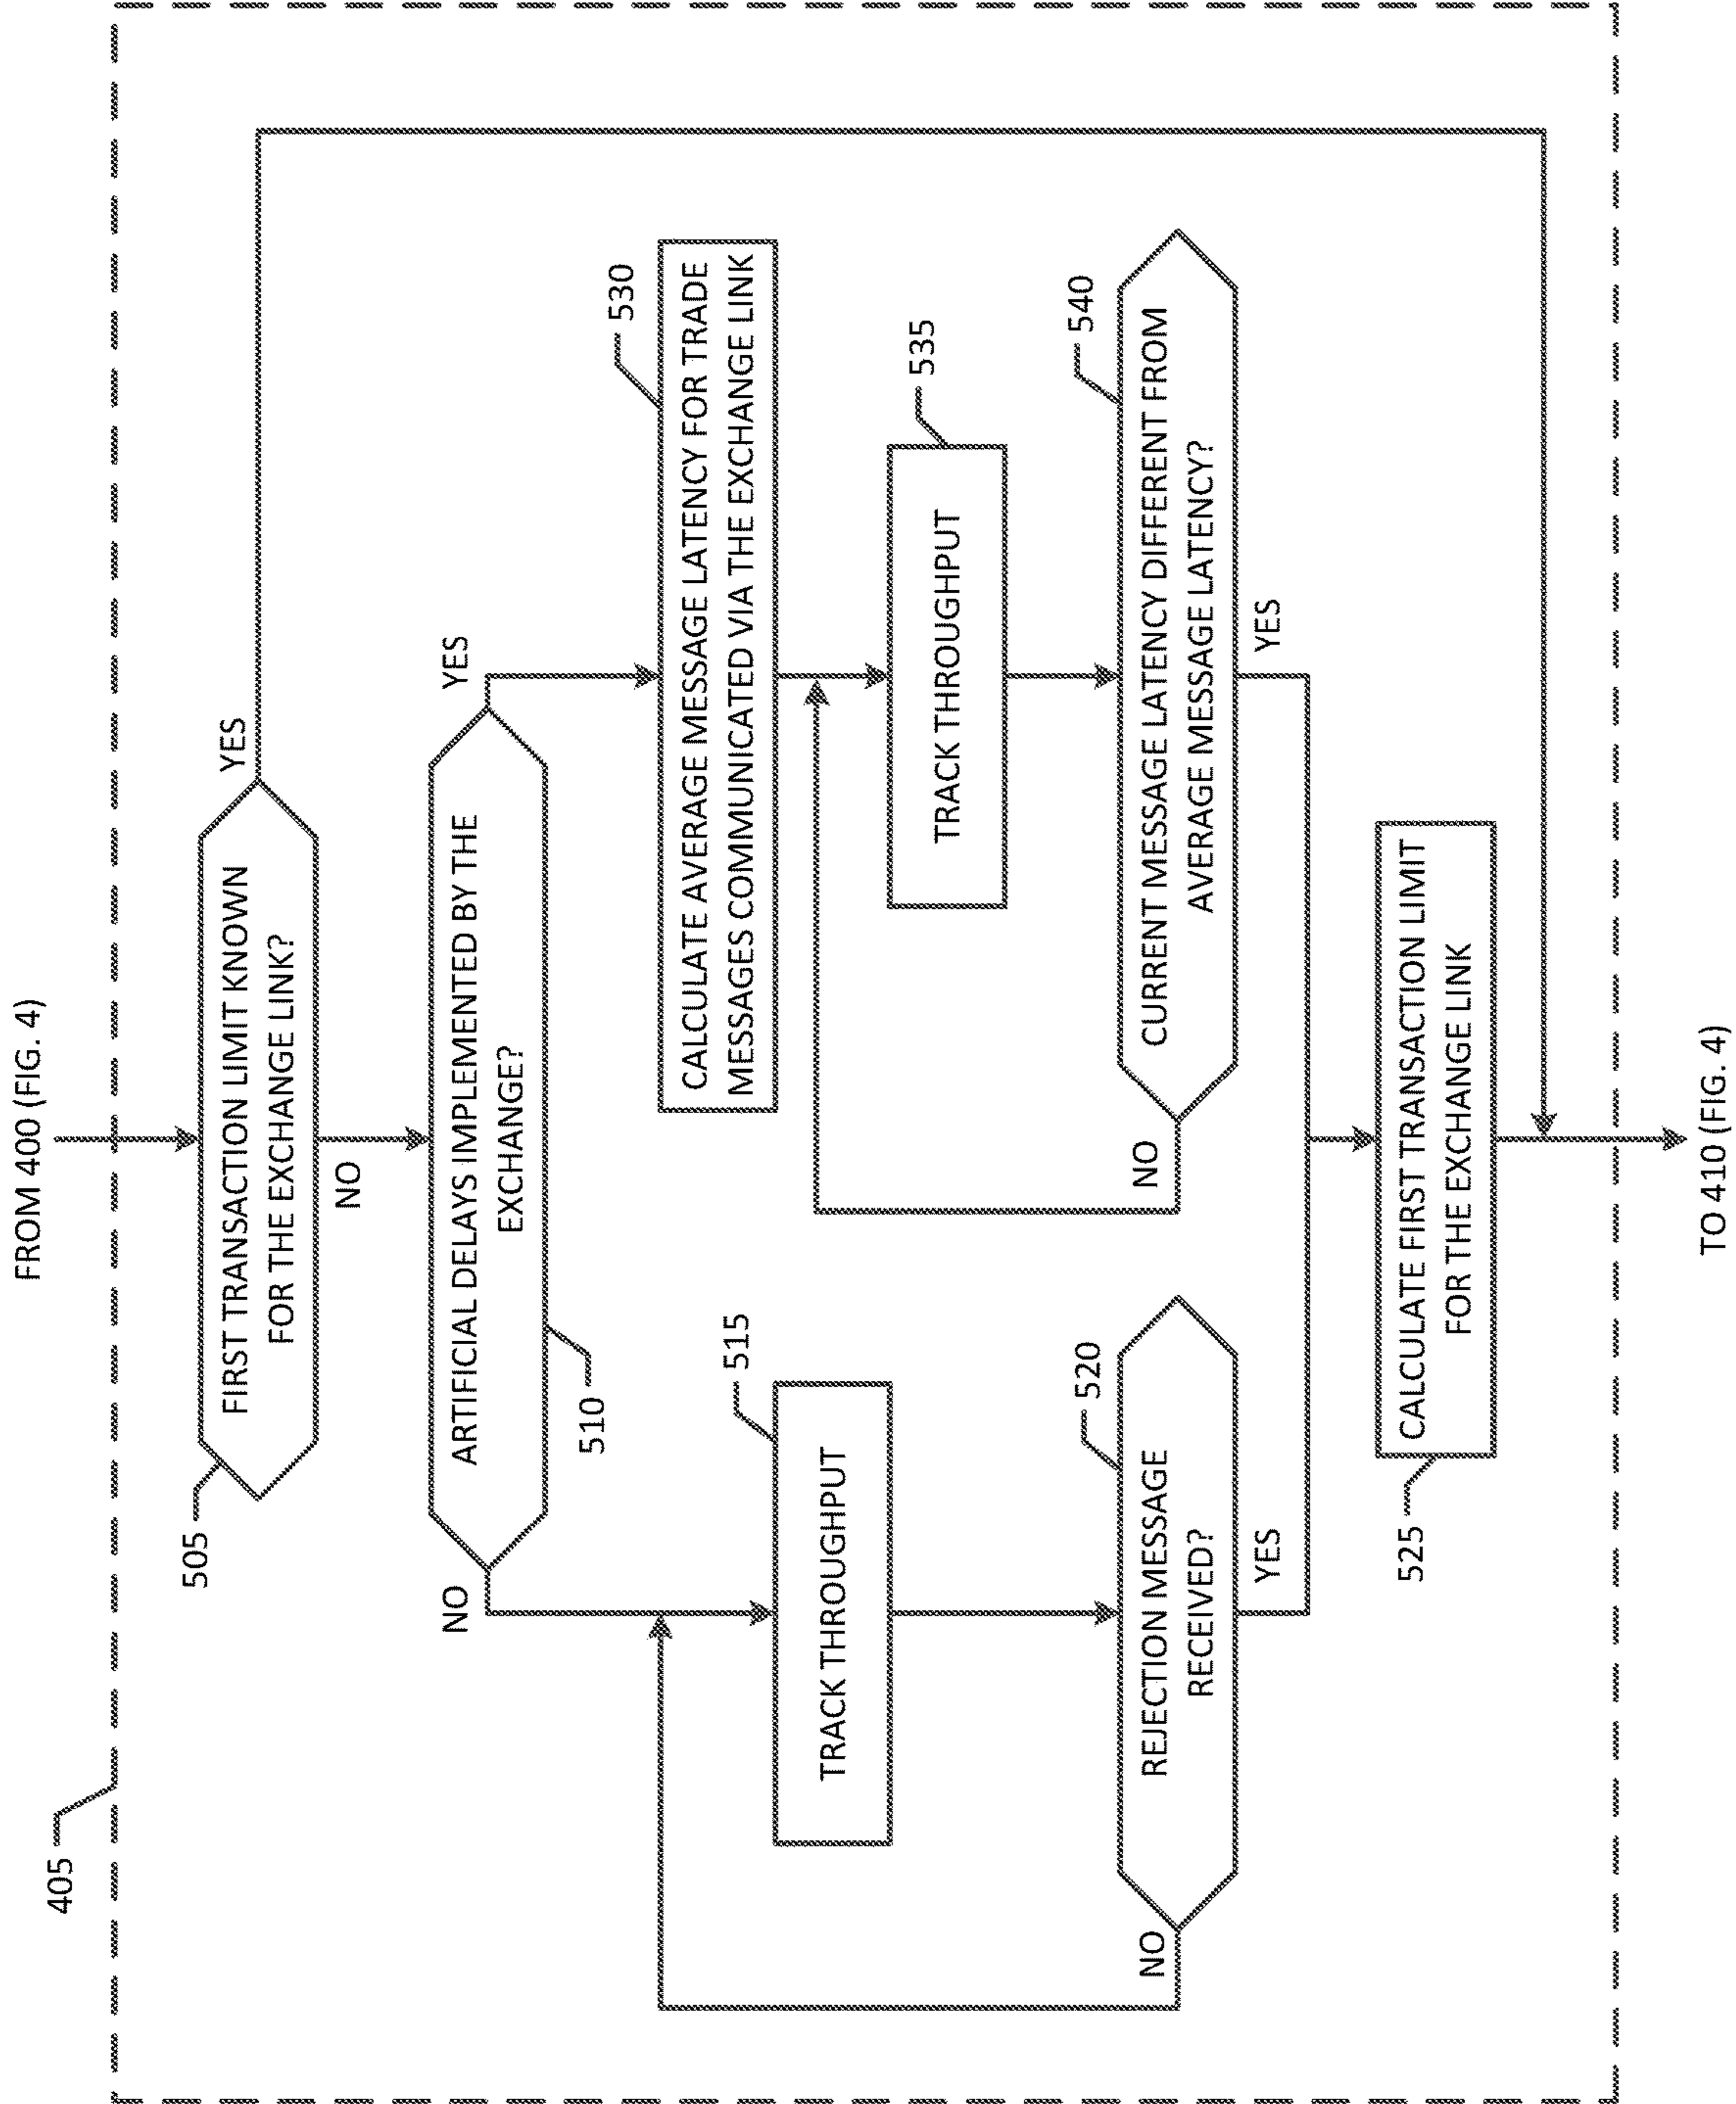 FROM 400 (FIG. 4)
405
505
FIRST TRANSACTION LIMIT KNOWN
FOR THE EXCHANGE LINK?
YES
NO
510
ARTIFICIAL DELAYS IMPLEMENTED BY THE
EXCHANGE?
NO
YES
515
TRACK THROUGHPUT
520
REJECTION MESSAGE
RECEIVED?
NO
YES
530
CALCULATE AVERAGE MESSAGE LATENCY FOR TRADE
MESSAGES COMMUNICATED VIA THE EXCHANGE LINK
535
TRACK THROUGHPUT
540
CURRENT MESSAGE LATENCY DIFFERENT FROM
AVERAGE MESSAGE LATENCY?
NO
YES
525
CALCULATE FIRST TRANSACTION LIMIT
FOR THE EXCHANGE LINK
TO 410 (FIG. 4)